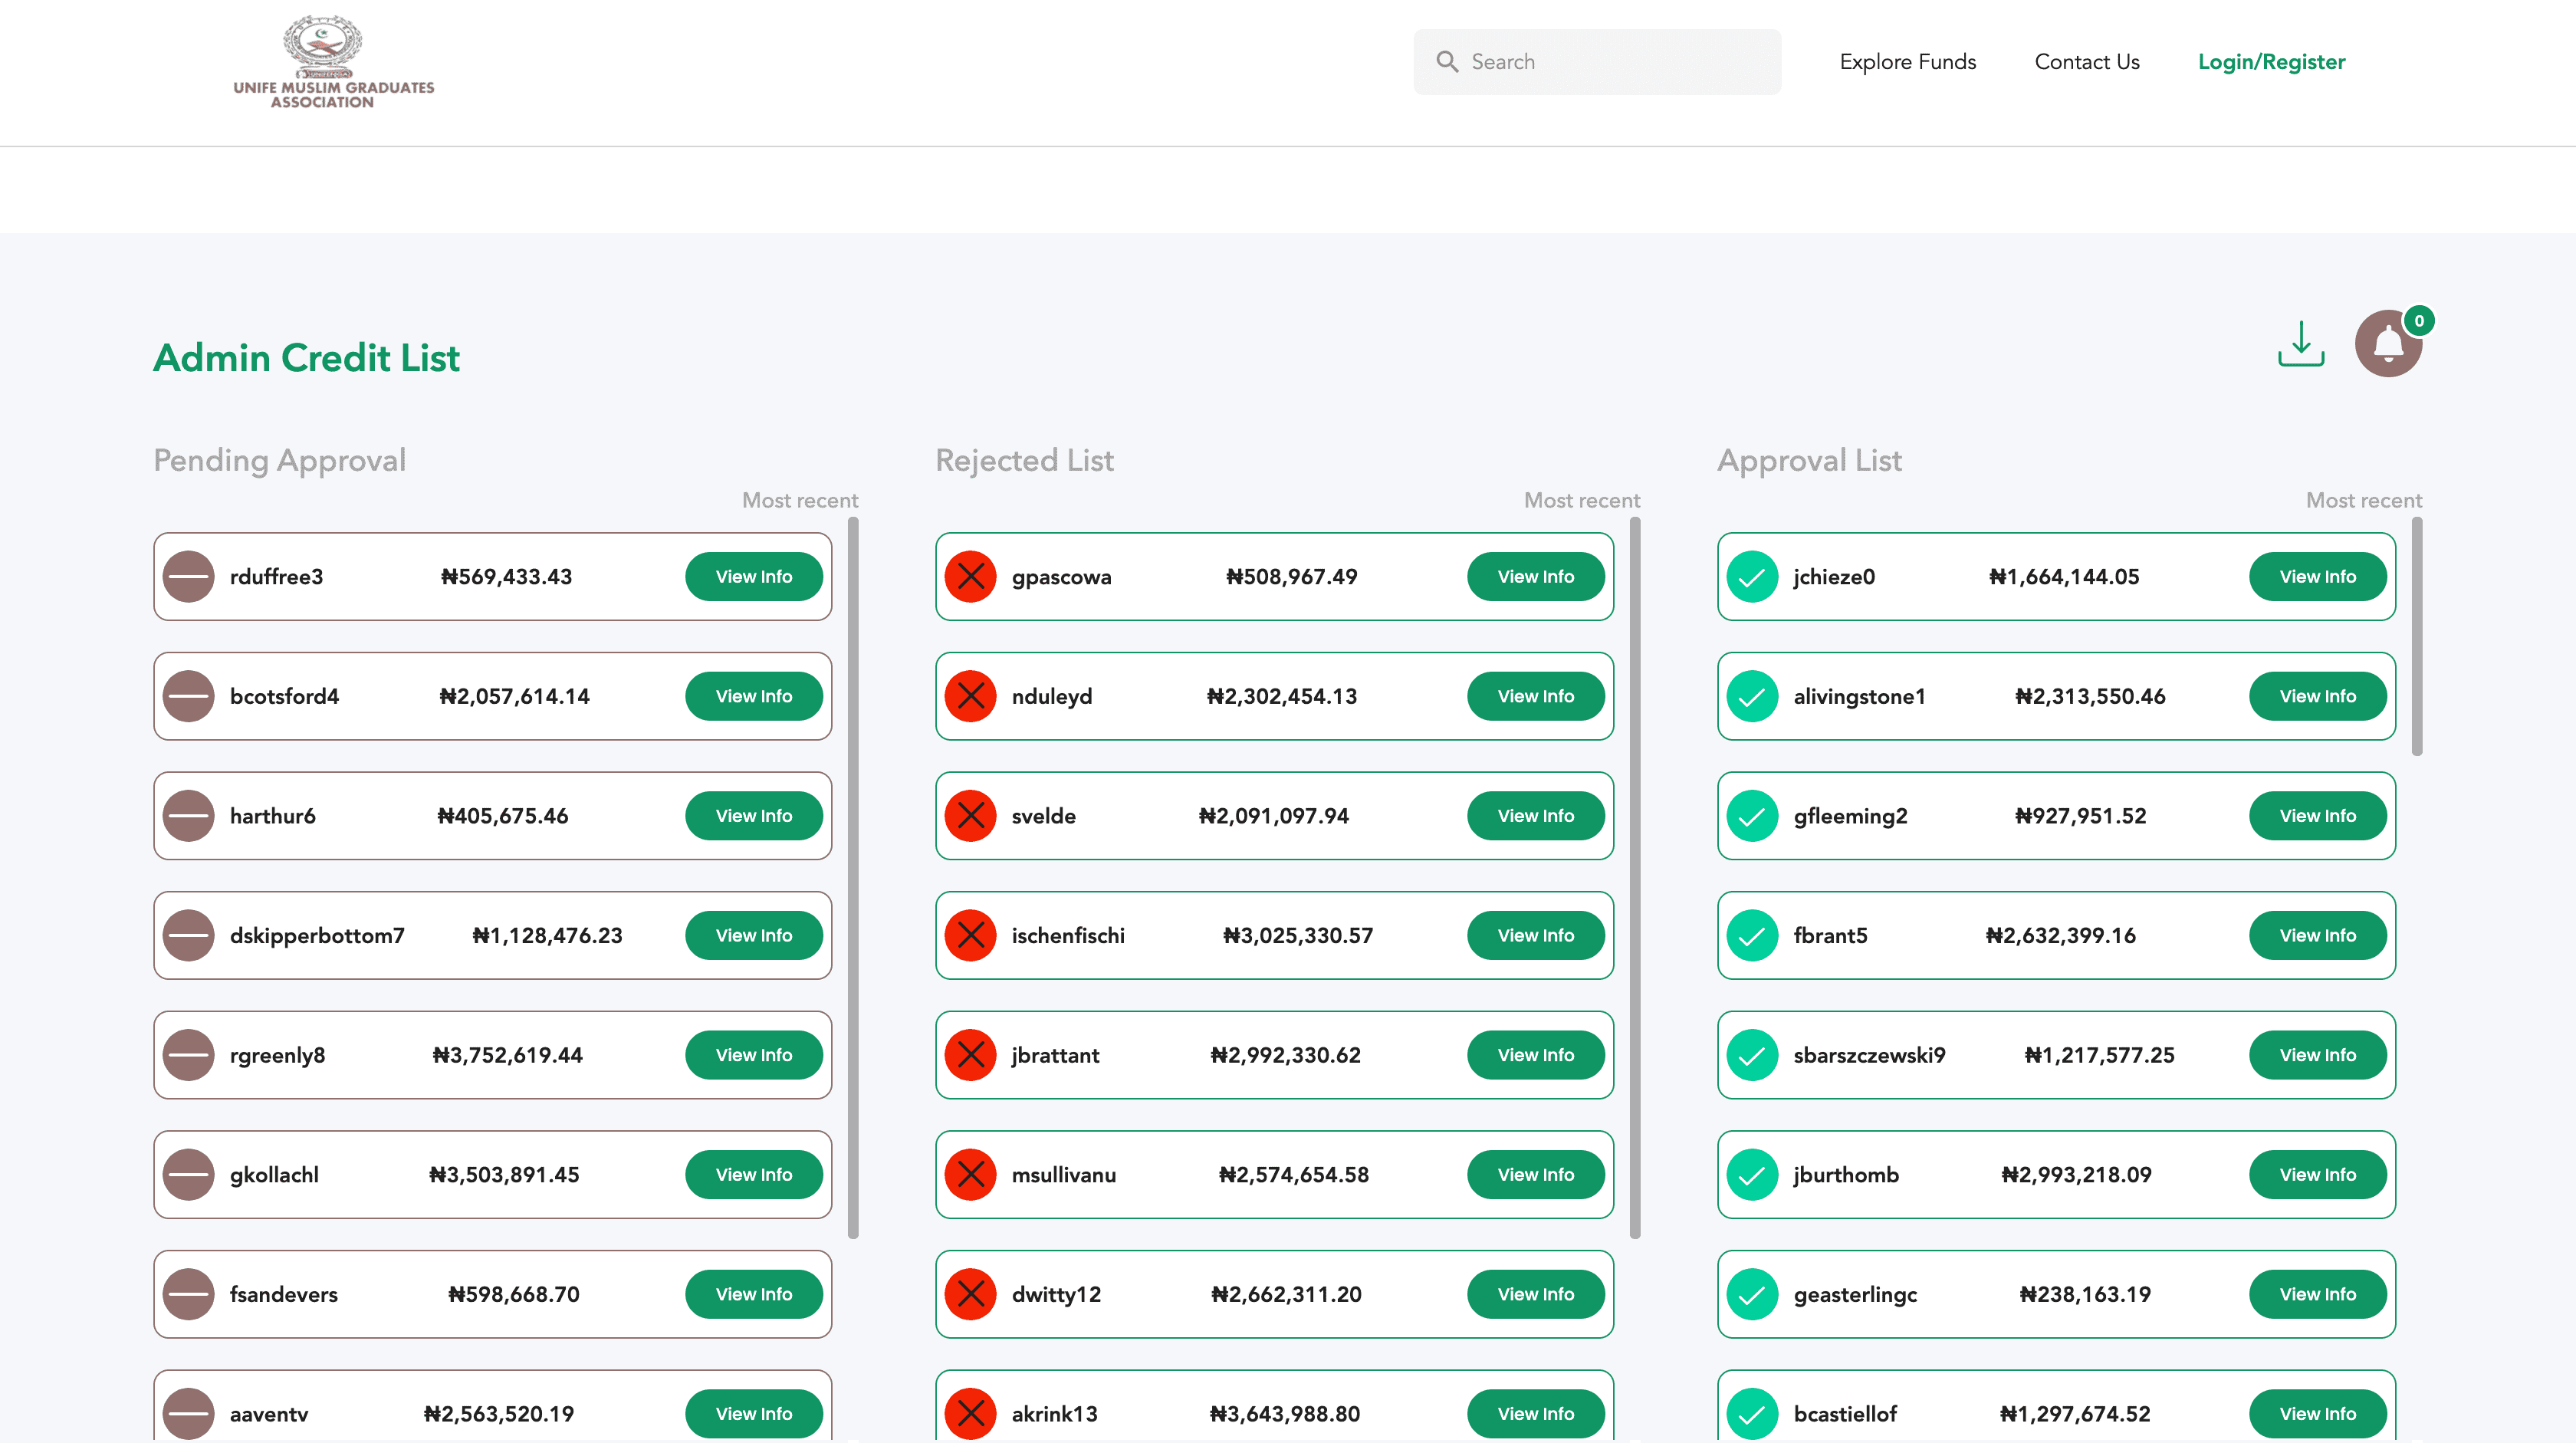 UNIFE MUSLIM GRADUATES
ASSOCIATION
Search
Explore Funds
Contact Us
Login/Register
Admin Credit List
0
Pending Approval
Most recent
rduffree3 ₦569,433.43 View Info
bcotsford4 ₦2,057,614.14 View Info
harthur6 ₦405,675.46 View Info
dskipperbottom7 ₦1,128,476.23 View Info
rgreenly8 ₦3,752,619.44 View Info
gkollachl ₦3,503,891.45 View Info
fsandevers ₦598,668.70 View Info
aaventv ₦2,563,520.19 View Info
Rejected List
Most recent
gpascowa ₦508,967.49 View Info
nduleyd ₦2,302,454.13 View Info
svelde ₦2,091,097.94 View Info
ischenfischi ₦3,025,330.57 View Info
jbrattant ₦2,992,330.62 View Info
msullivanu ₦2,574,654.58 View Info
dwitty12 ₦2,662,311.20 View Info
akrink13 ₦3,643,988.80 View Info
Approval List
Most recent
jchieze0 ₦1,664,144.05 View Info
alivingstone1 ₦2,313,550.46 View Info
gfleeming2 ₦927,951.52 View Info
fbrant5 ₦2,632,399.16 View Info
sbarszczewski9 ₦1,217,577.25 View Info
jburthomb ₦2,993,218.09 View Info
geasterlingc ₦238,163.19 View Info
bcastiellof ₦1,297,674.52 View Info